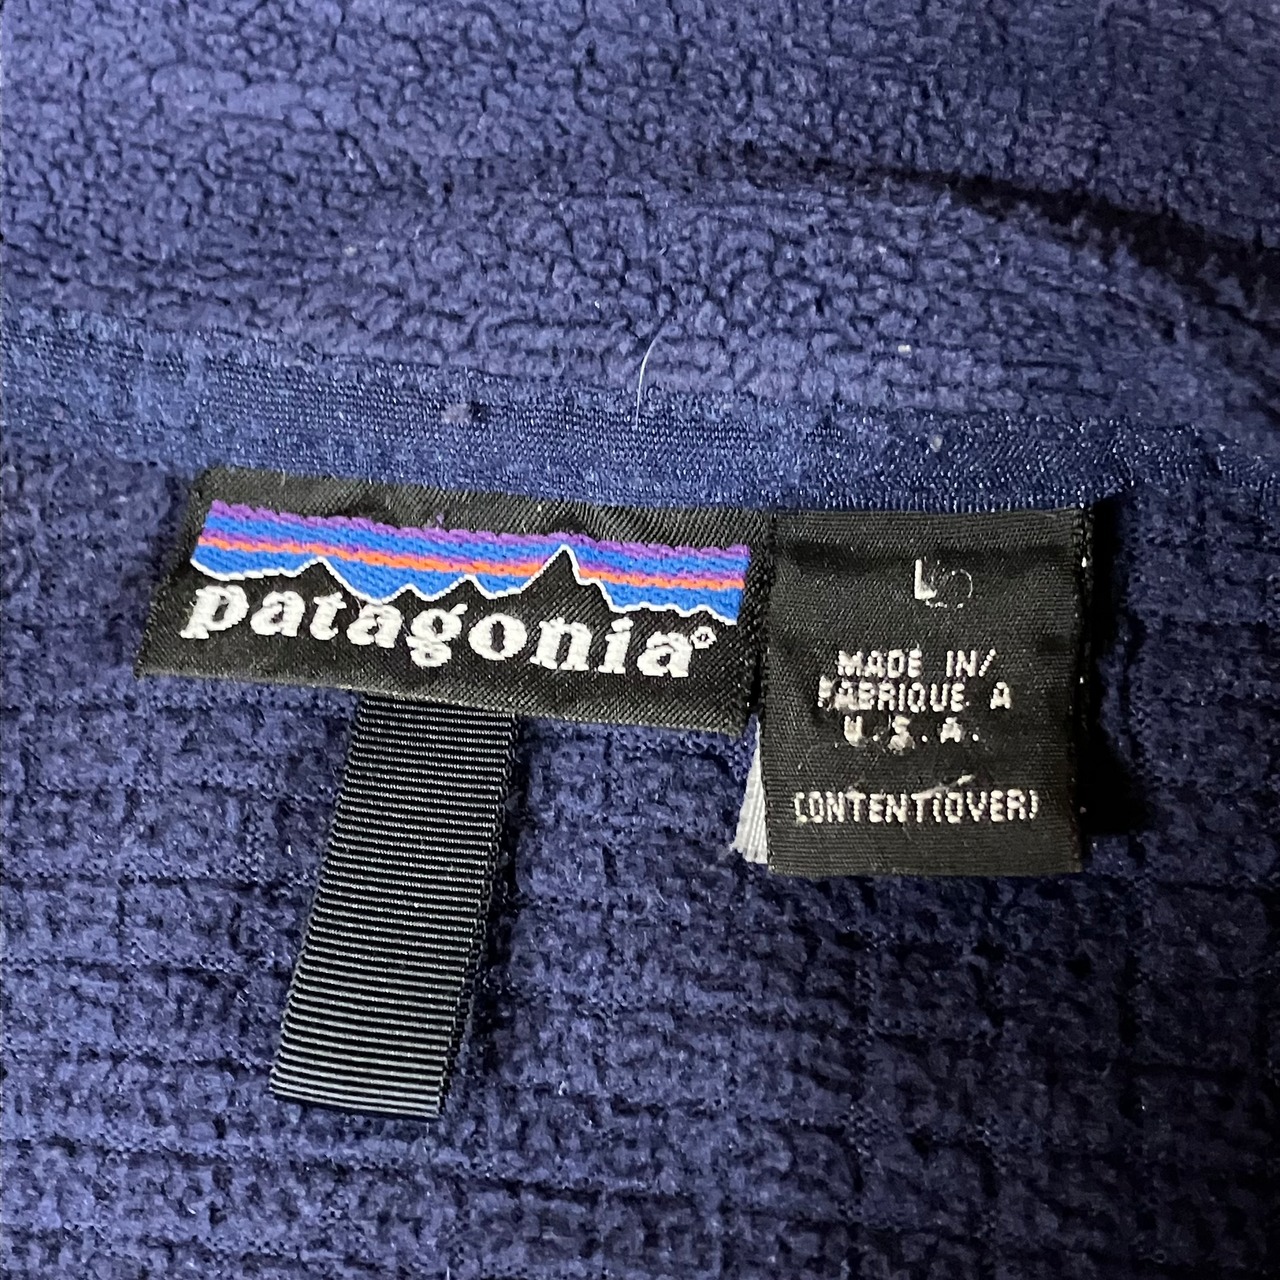 patagonia®
L
MADE IN/
FABRIQUE A
U.S.A.
CONTENT(OVER)